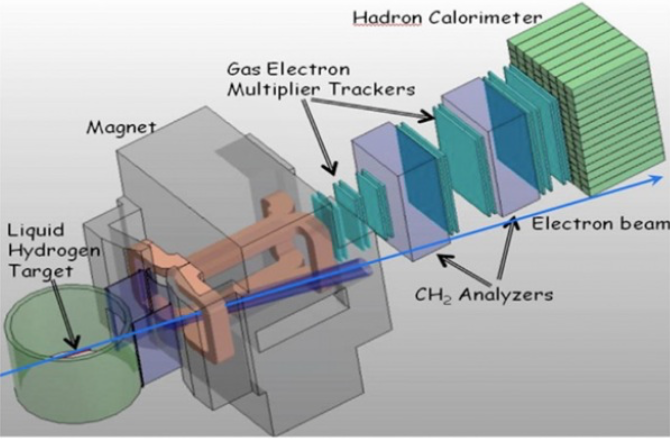 Hadron Calorimeter
Gas Electron
Multiplier Trackers
Magnet
Liquid
Hydrogen
Target
Electron beam
CH₂ Analyzers